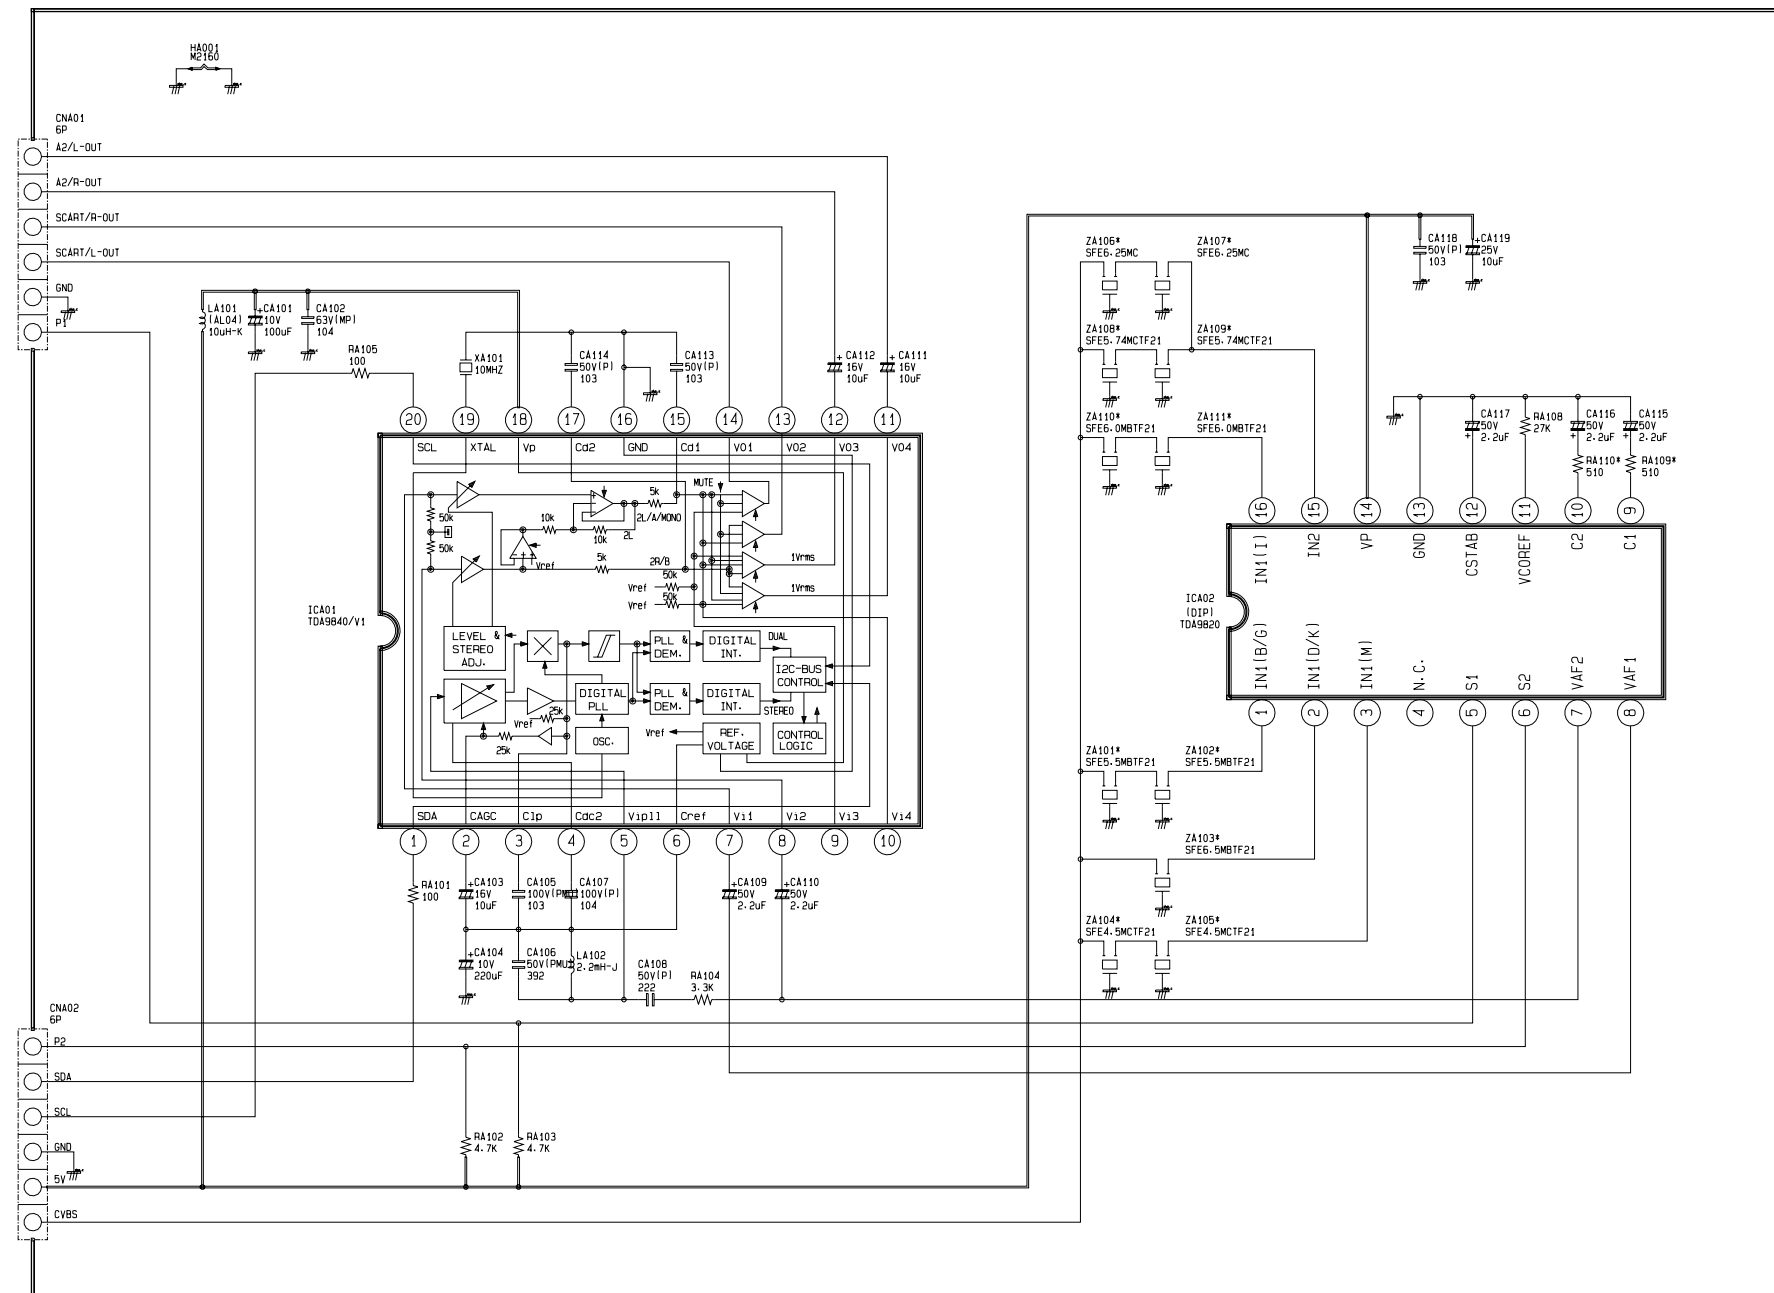 HA001
M2160
CNA01
6P
A2/L-OUT
A2/R-OUT
SCART/R-OUT
SCART/L-OUT
GND
P1
LA101
(AL04)
10uH-K
+CA101
10V
100uF
CA102
63V(MP)
104
RA105
100
XA101
10MHZ
CA114
50V(P)
103
CA113
50V(P)
103
+ CA112
16V
10uF
+ CA111
16V
10uF
20
19
18
17
16
15
14
13
12
11
SCL
XTAL
Vp
Cd2
GND
Cd1
VO1
VO2
VO3
VO4
MUTE
50k
50k
10k
10k
5k
2L/A/MONO
2L
5k
2R/B
Vref
Vref
50k
Vref
50k
1Vrms
1Vrms
ICA01
TDA9840/V1
LEVEL &
STEREO
ADJ.
PLL &
DEM.
DIGITAL
INT.
DUAL
I2C-BUS
CONTROL
DIGITAL
PLL
PLL &
DEM.
DIGITAL
INT.
STEREO
25k
Vref
25k
OSC.
Vref
REF.
VOLTAGE
CONTROL
LOGIC
SDA
CAGC
Clp
Cdc2
Vipll
Cref
Vi1
Vi2
Vi3
Vi4
1
2
3
4
5
6
7
8
9
10
RA101
100
+CA103
16V
10uF
CA105
100V(PMU)
103
CA107
100V(P)
104
+CA109
50V
2.2uF
+CA110
50V
2.2uF
+CA104
10V
220uF
CA106
50V(PMU)
392
LA102
2.2mH-J
CA108
50V(P)
222
RA104
3.3K
CNA02
6P
P2
SDA
SCL
GND
5V
CVBS
RA102
4.7K
RA103
4.7K
ZA106*
SFE6.25MC
ZA107*
SFE6.25MC
ZA108*
SFE5.74MCTF21
ZA109*
SFE5.74MCTF21
ZA110*
SFE6.0MBTF21
ZA111*
SFE6.0MBTF21
CA118
50V(P)
103
+CA119
25V
10uF
CA117
50V
+ 2.2uF
RA108
27K
CA116
50V
+ 2.2uF
CA115
50V
+ 2.2uF
RA110*
510
RA109*
510
16
15
14
13
12
11
10
9
IN1(I)
IN2
VP
GND
CSTAB
VCOREF
C2
C1
ICA02
(DIP)
TDA9820
IN1(B/G)
IN1(D/K)
IN1(M)
N.C.
S1
S2
VAF2
VAF1
1
2
3
4
5
6
7
8
ZA101*
SFE5.5MBTF21
ZA102*
SFE5.5MBTF21
ZA103*
SFE6.5MBTF21
ZA104*
SFE4.5MCTF21
ZA105*
SFE4.5MCTF21